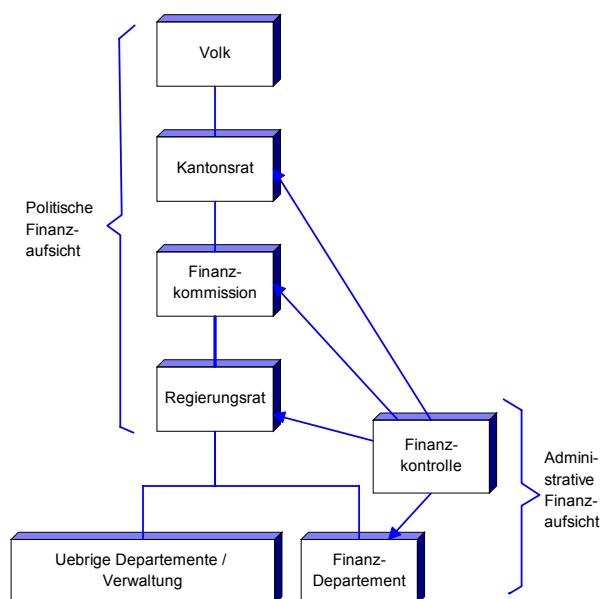 Volk
Kantonsrat
Politische
Finanz-
aufsicht
Finanz-
kommission
Regierungsrat
Finanz-
kontrolle
Admini-
strative
Finanz-
aufsicht
Uebrige Departemente /
Verwaltung
Finanz-
Departement